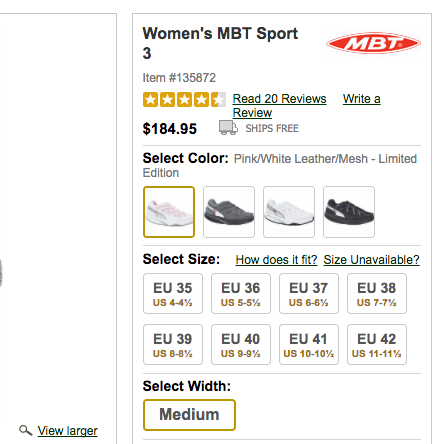 Women's MBT Sport
3
MBT
Item #135872
Read 20 Reviews Write a
Review
$184.95 SHIPS FREE
Select Color: Pink/White Leather/Mesh - Limited
Edition
Select Size: How does it fit? Size Unavailable?
EU 35 EU 36 EU 37 EU 38
US 4-4½ US 5-5½ US 6-6½ US 7-7½
EU 39 EU 40 EU 41 EU 42
US 8-8½ US 9-9½ US 10-10½ US 11-11½
Select Width:
Medium
View larger